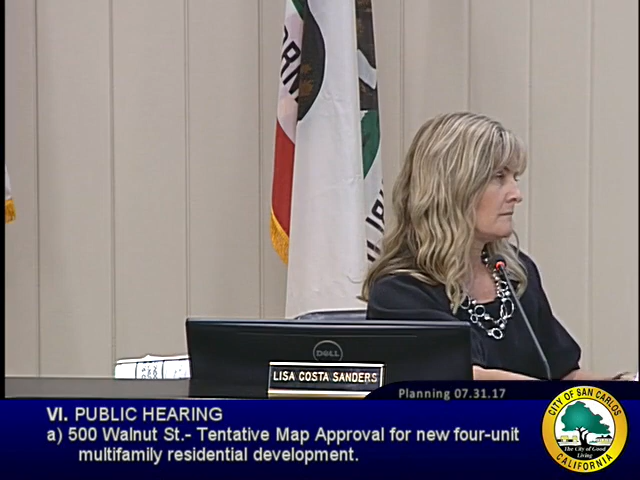 DELL
LISA COSTA SANDERS
Planning 07.31.17
VI. PUBLIC HEARING
a) 500 Walnut St.- Tentative Map Approval for new four-unit
multifamily residential development.
CITY OF SAN CARLOS
The City of Good
Living
CALIFORNIA